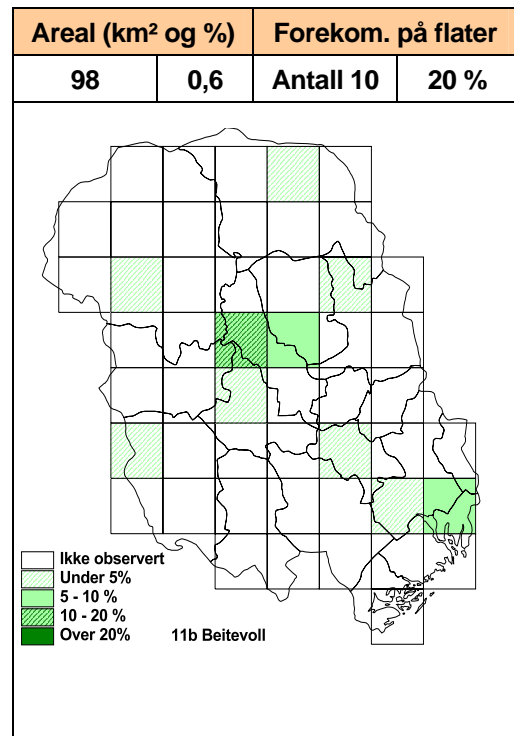 Areal (km² og %) Forekom. på flater
98 0,6 Antall 10 20 %
Ikke observert
Under 5%
5 - 10 %
10 - 20 %
Over 20% 11b Beitevoll